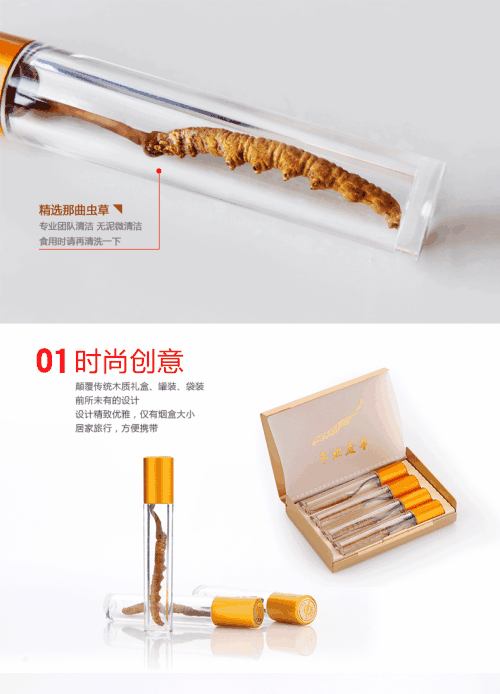 精选那曲虫草
专业团队清洁 无泥微清洁
食用时请再清洗一下
01 时尚创意
颠覆传统木质礼盒、罐装、袋装
前所未有的设计
设计精致优雅，仅有烟盒大小
居家旅行，方便携带